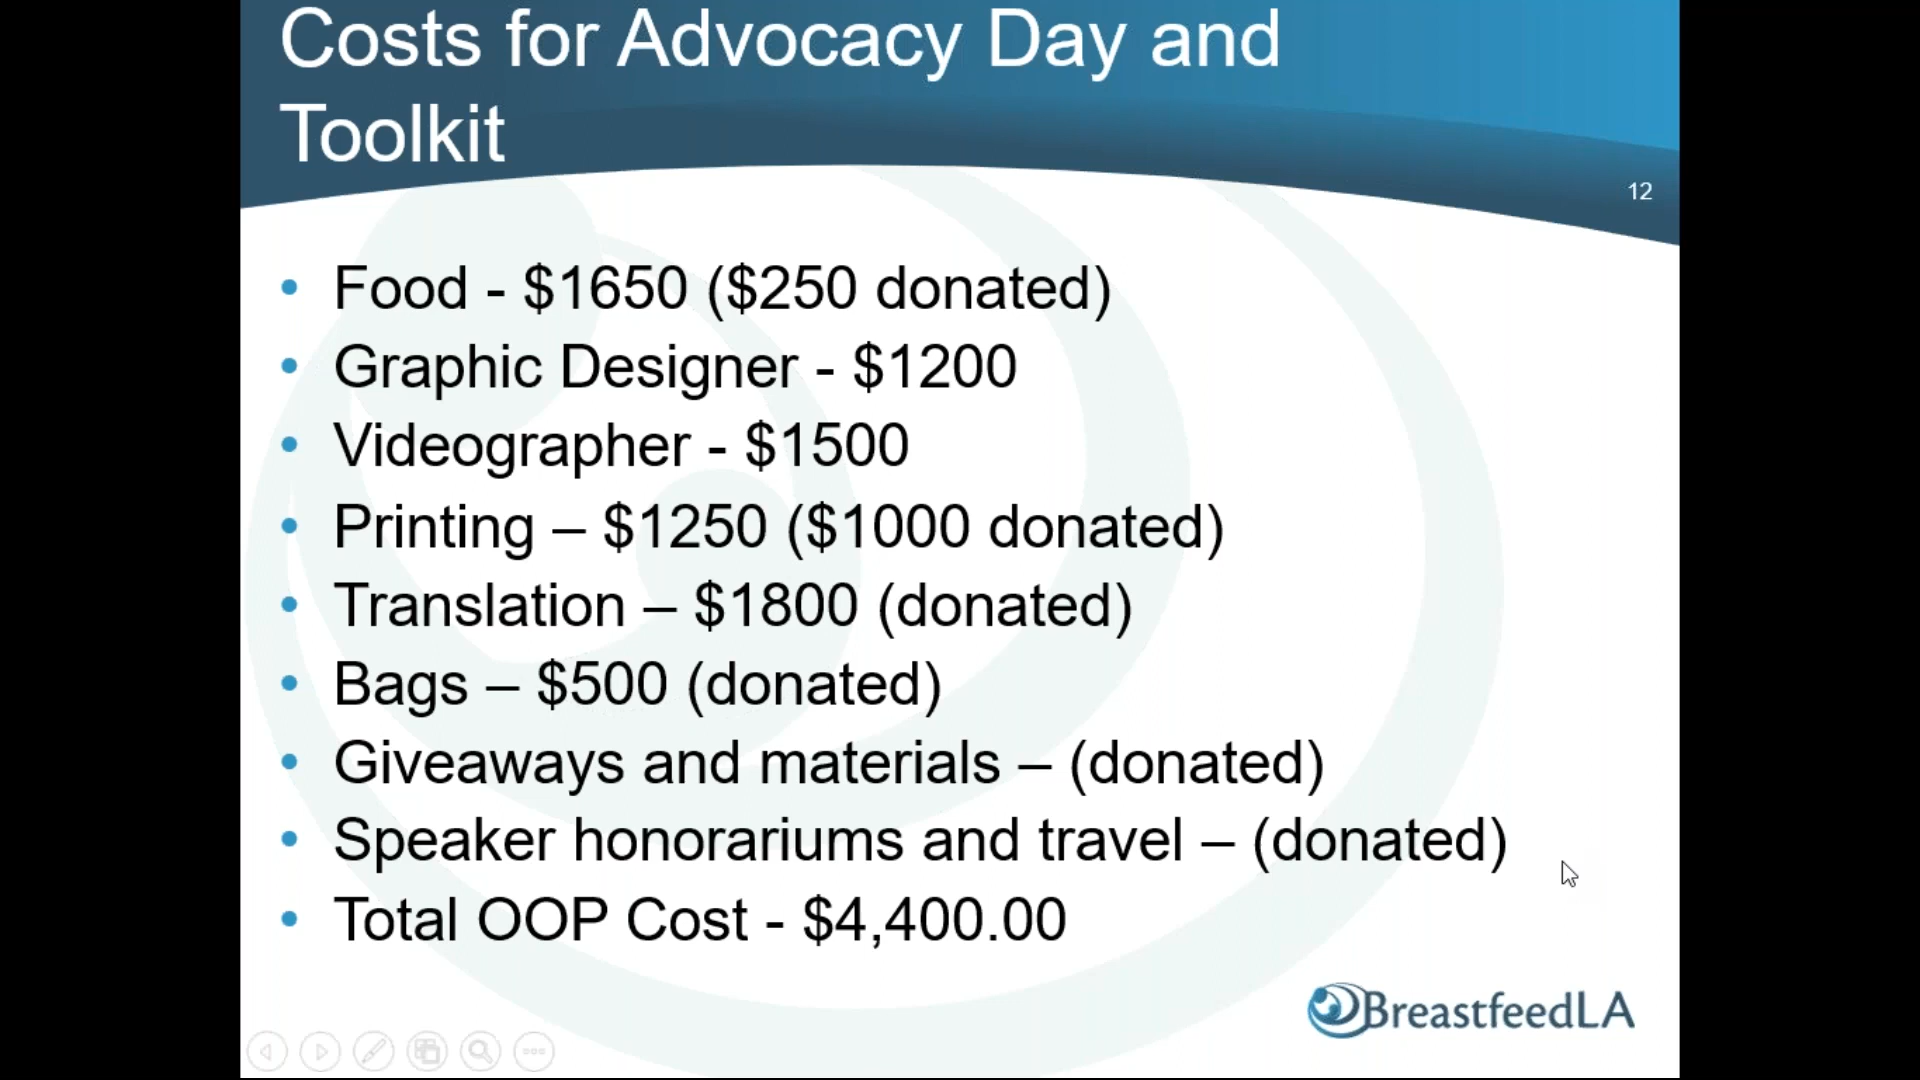 Costs for Advocacy Day and
Toolkit
12
• Food - $1650 ($250 donated)
• Graphic Designer - $1200
• Videographer - $1500
• Printing – $1250 ($1000 donated)
• Translation – $1800 (donated)
• Bags – $500 (donated)
• Giveaways and materials – (donated)
• Speaker honorariums and travel – (donated)
• Total OOP Cost - $4,400.00
BreastfeedLA